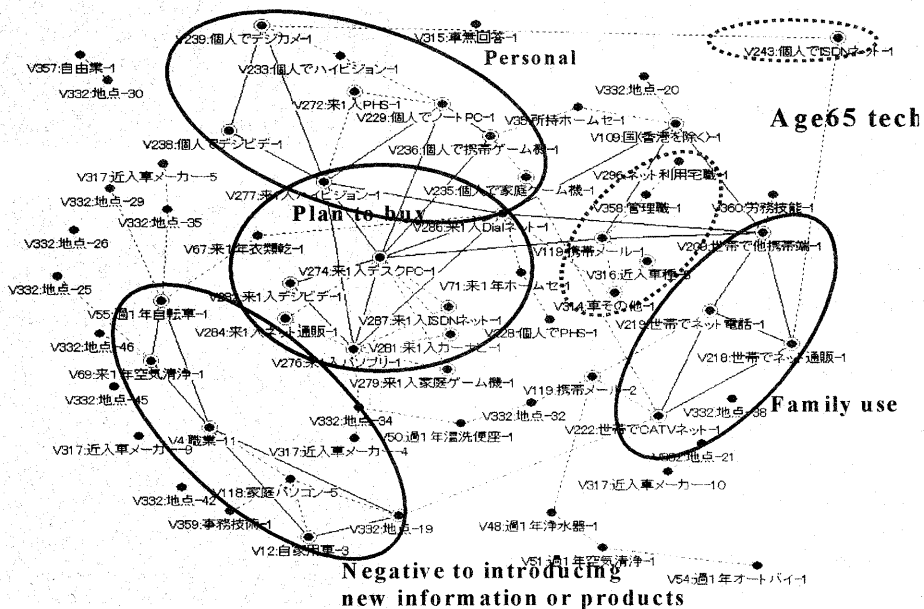 V239:個人でデジカメ-1
V315:車無回答-1
V243:個人でISDNネット-1
V357:自由業-1
V233:個人でハイビジョン-1
Personal
V332:地点-30
V332:地点-20
V272:来1入PHS-1
V229:個人でノートPC-1
V35:所持ホームセ-1
Age65 tech
V238:個人でデジビデ-1
V236:個人で携帯ゲーム機-1
V109:国(香港を除く)-1
V317:近入車メーカー-5
V277:来1入ハイビジョン-1
V235:個人で家庭ゲーム機-1
V296:ネット利用宅職-1
V332:地点-29
V332:地点-35
Plan to buy
V286:来1入Dialネット-1
V358:管理職-1
V360:労務技能-1
V332:地点-26
V67:来1年衣類乾-1
V118:携帯メール-1
V209:世帯で他携帯端-1
V274:来1入デスクPC-1
V332:地点-25
V71:来1年ホームセ-1
V316:近入車種-8
V55:過1年自転車-1
入デジビデ-1
V314:車その他-1
V287:来1入ISDNネット-1
V228:個人でPHS-1
V219:世帯でネット電話-1
V332:地点-46
V284:来1入ネット通販-1
V281:来1入カーナビ-1
V218:世帯でネット通販-1
V69:来1年空気清浄-1
V276:来1入パソプリ-1
V279:来1入家庭ゲーム機-1
V119:携帯メール-2
V332:地点-45
V332:地点-34
V332:地点-32
V332:地点-38
Family use
V4:職業-11
V50:過1年温洗便座-1
V222:世帯でCATVネット-1
V317:近入車メーカー-9
V317:近入車メーカー-4
V332:地点-21
V317:近入車メーカー-10
V332:地点-42
V118:家庭パソコン-5
V359:事務技術-1
V332:地点-19
V48:過1年浄水器-1
V12:自家用車-3
V51:過1年空気清浄-1
V54:過1年オートバイ-1
Negative to introducing
new information or products